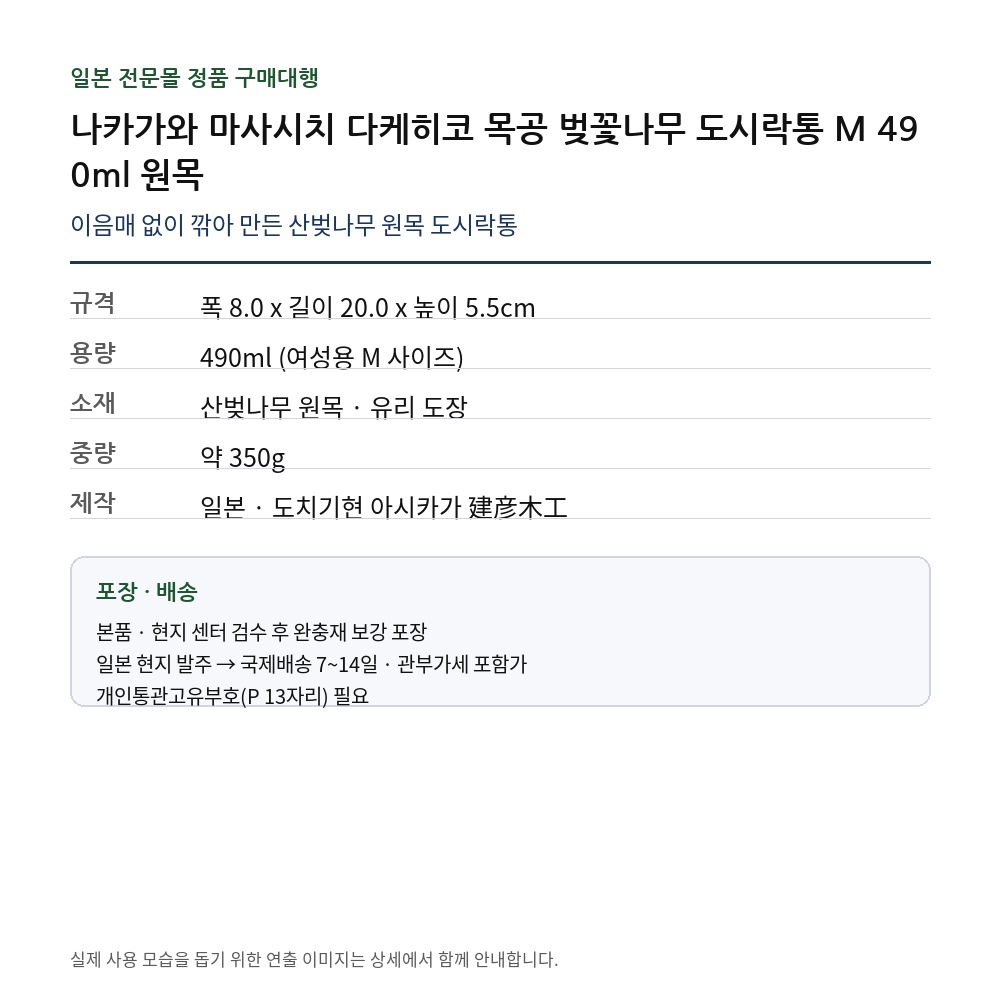 일본 전문몰 정품 구매대행
나카가와 마사시치 다케히코 목공 벚꽃나무 도시락통 M 49
0ml 원목
이음매 없이 깎아 만든 산벚나무 원목 도시락통
규격 폭 8.0 x 길이 20.0 x 높이 5.5cm
용량 490ml (여성용 M 사이즈)
소재 산벚나무 원목 · 유리 도장
중량 약 350g
제작 일본 · 도치기현 아시카가 建彦木工
포장 · 배송
본품 · 현지 센터 검수 후 완충재 보강 포장
일본 현지 발주 → 국제배송 7~14일 · 관부가세 포함가
개인통관고유부호(P 13자리) 필요
실제 사용 모습을 돕기 위한 연출 이미지는 상세에서 함께 안내합니다.